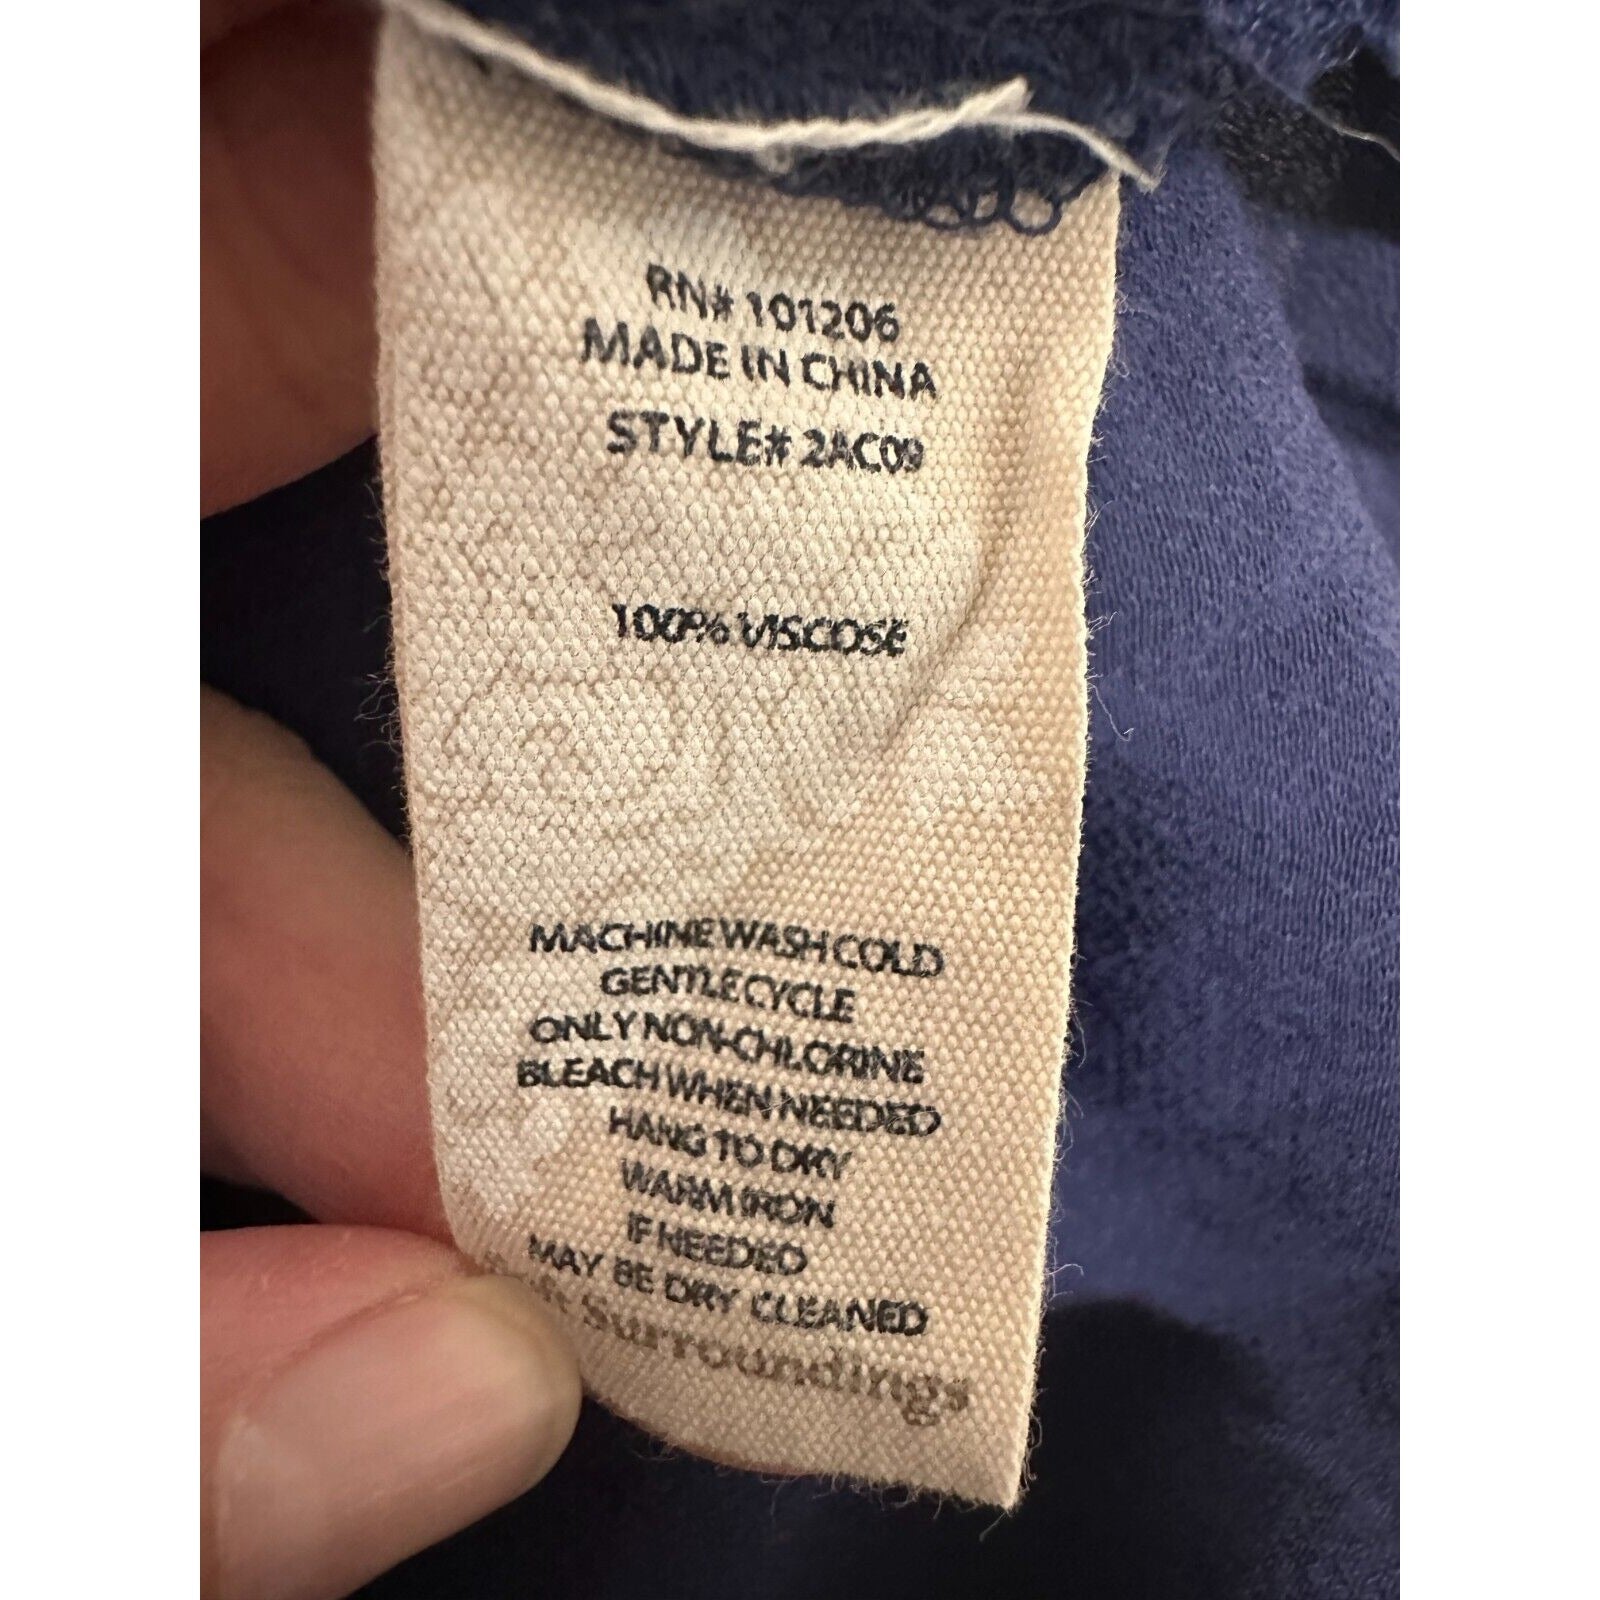 RN# 101206
MADE IN CHINA
STYLE# 2AC09
100% VISCOSE
MACHINE WASH COLD
GENTLE CYCLE
ONLY NON-CHLORINE
BLEACH WHEN NEEDED
HANG TO DRY
WARM IRON
IF NEEDED
MAY BE DRY CLEANED
Surroundings